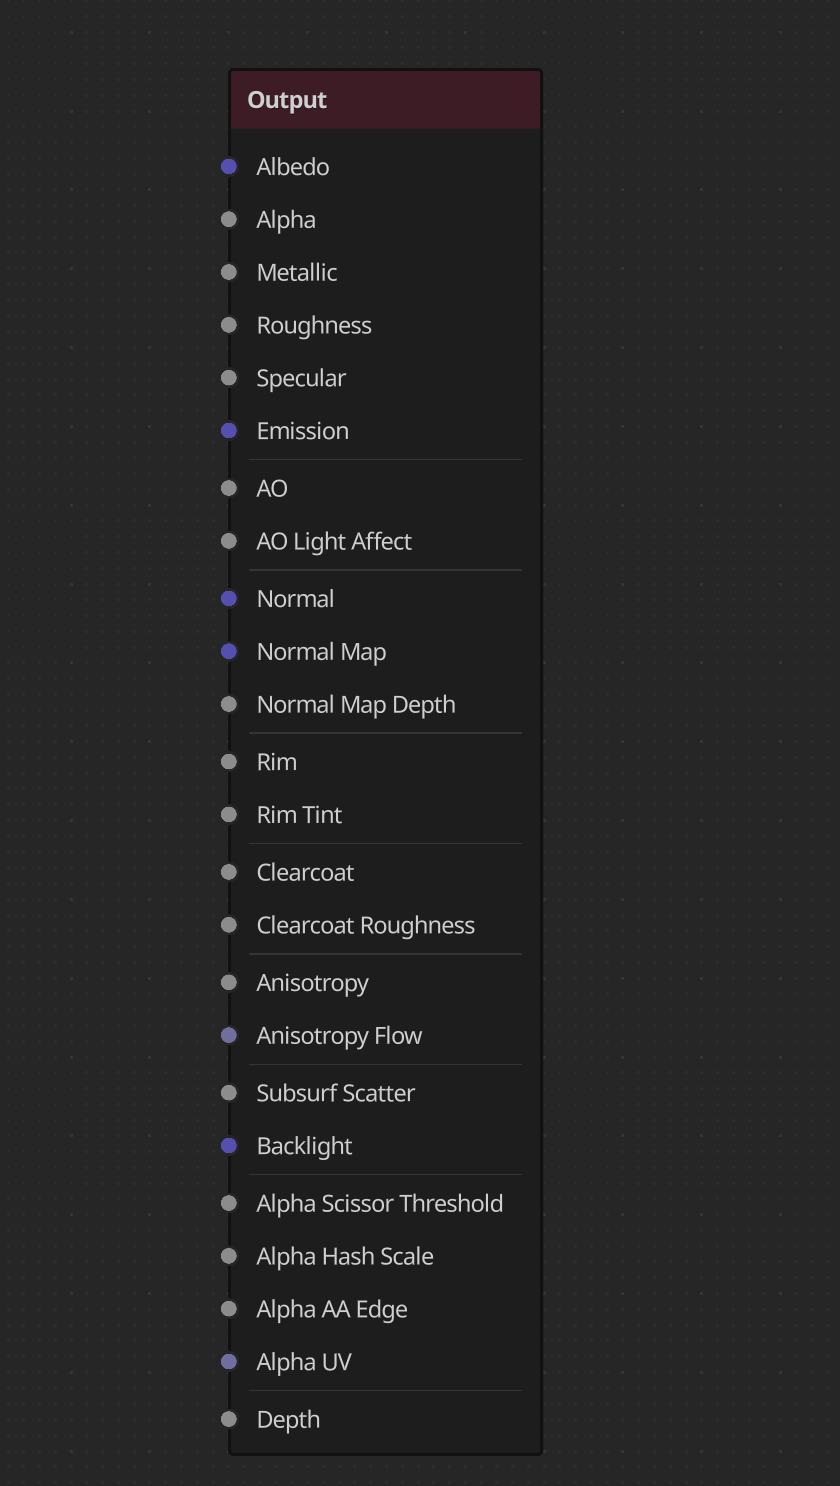 Output
Albedo
Alpha
Metallic
Roughness
Specular
Emission
AO
AO Light Affect
Normal
Normal Map
Normal Map Depth
Rim
Rim Tint
Clearcoat
Clearcoat Roughness
Anisotropy
Anisotropy Flow
Subsurf Scatter
Backlight
Alpha Scissor Threshold
Alpha Hash Scale
Alpha AA Edge
Alpha UV
Depth